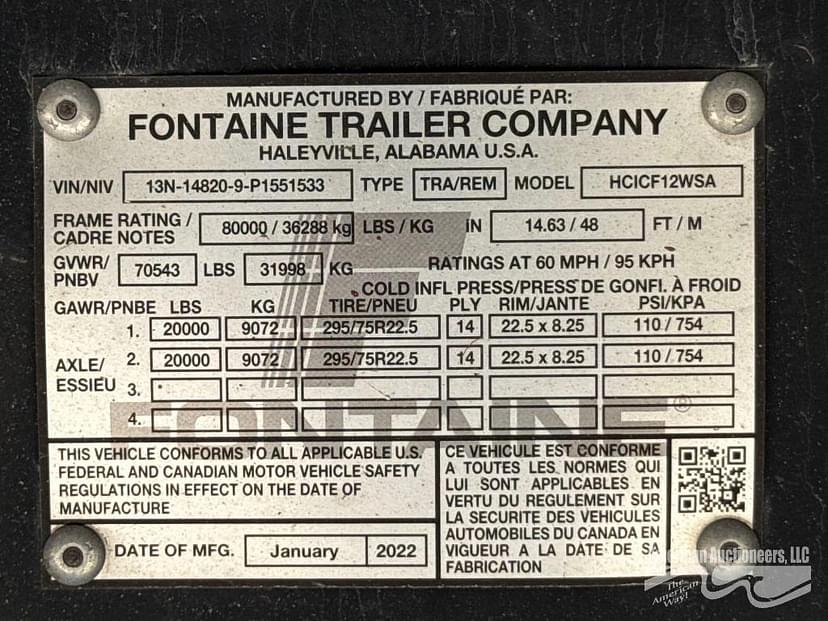 MANUFACTURED BY / FABRIQUÉ PAR:
FONTAINE TRAILER COMPANY
HALEYVILLE, ALABAMA U.S.A.
VIN/NIV 13N-14820-9-P1551533 TYPE TRA/REM MODEL HCICF12WSA
FRAME RATING / CADRE NOTES 80000 / 36288 kg LBS / KG IN 14.63 / 48 FT / M
GVWR/ PNBV 70543 LBS 31998 KG RATINGS AT 60 MPH / 95 KPH
COLD INFL PRESS/PRESS DE GONFI. À FROID
GAWR/PNBE LBS KG TIRE/PNEU PLY RIM/JANTE PSI/KPA
1. 20000 9072 295/75R22.5 14 22.5 x 8.25 110 / 754
AXLE/ ESSIEU
2. 20000 9072 295/75R22.5 14 22.5 x 8.25 110 / 754
3.
4.
FONTAINE ®
THIS VEHICLE CONFORMS TO ALL APPLICABLE U.S.
FEDERAL AND CANADIAN MOTOR VEHICLE SAFETY
REGULATIONS IN EFFECT ON THE DATE OF
MANUFACTURE
DATE OF MFG. January 2022
CE VEHICULE EST CONFORME
A TOUTES LES NORMES QUI
LUI SONT APPLICABLES EN
VERTU DU REGULEMENT SUR
LA SECURITE DES VEHICULES
AUTOMOBILES DU CANADA EN
VIGUEUR A LA DATE DE SA
FABRICATION
Auctioneers, LLC
The
American
Way!